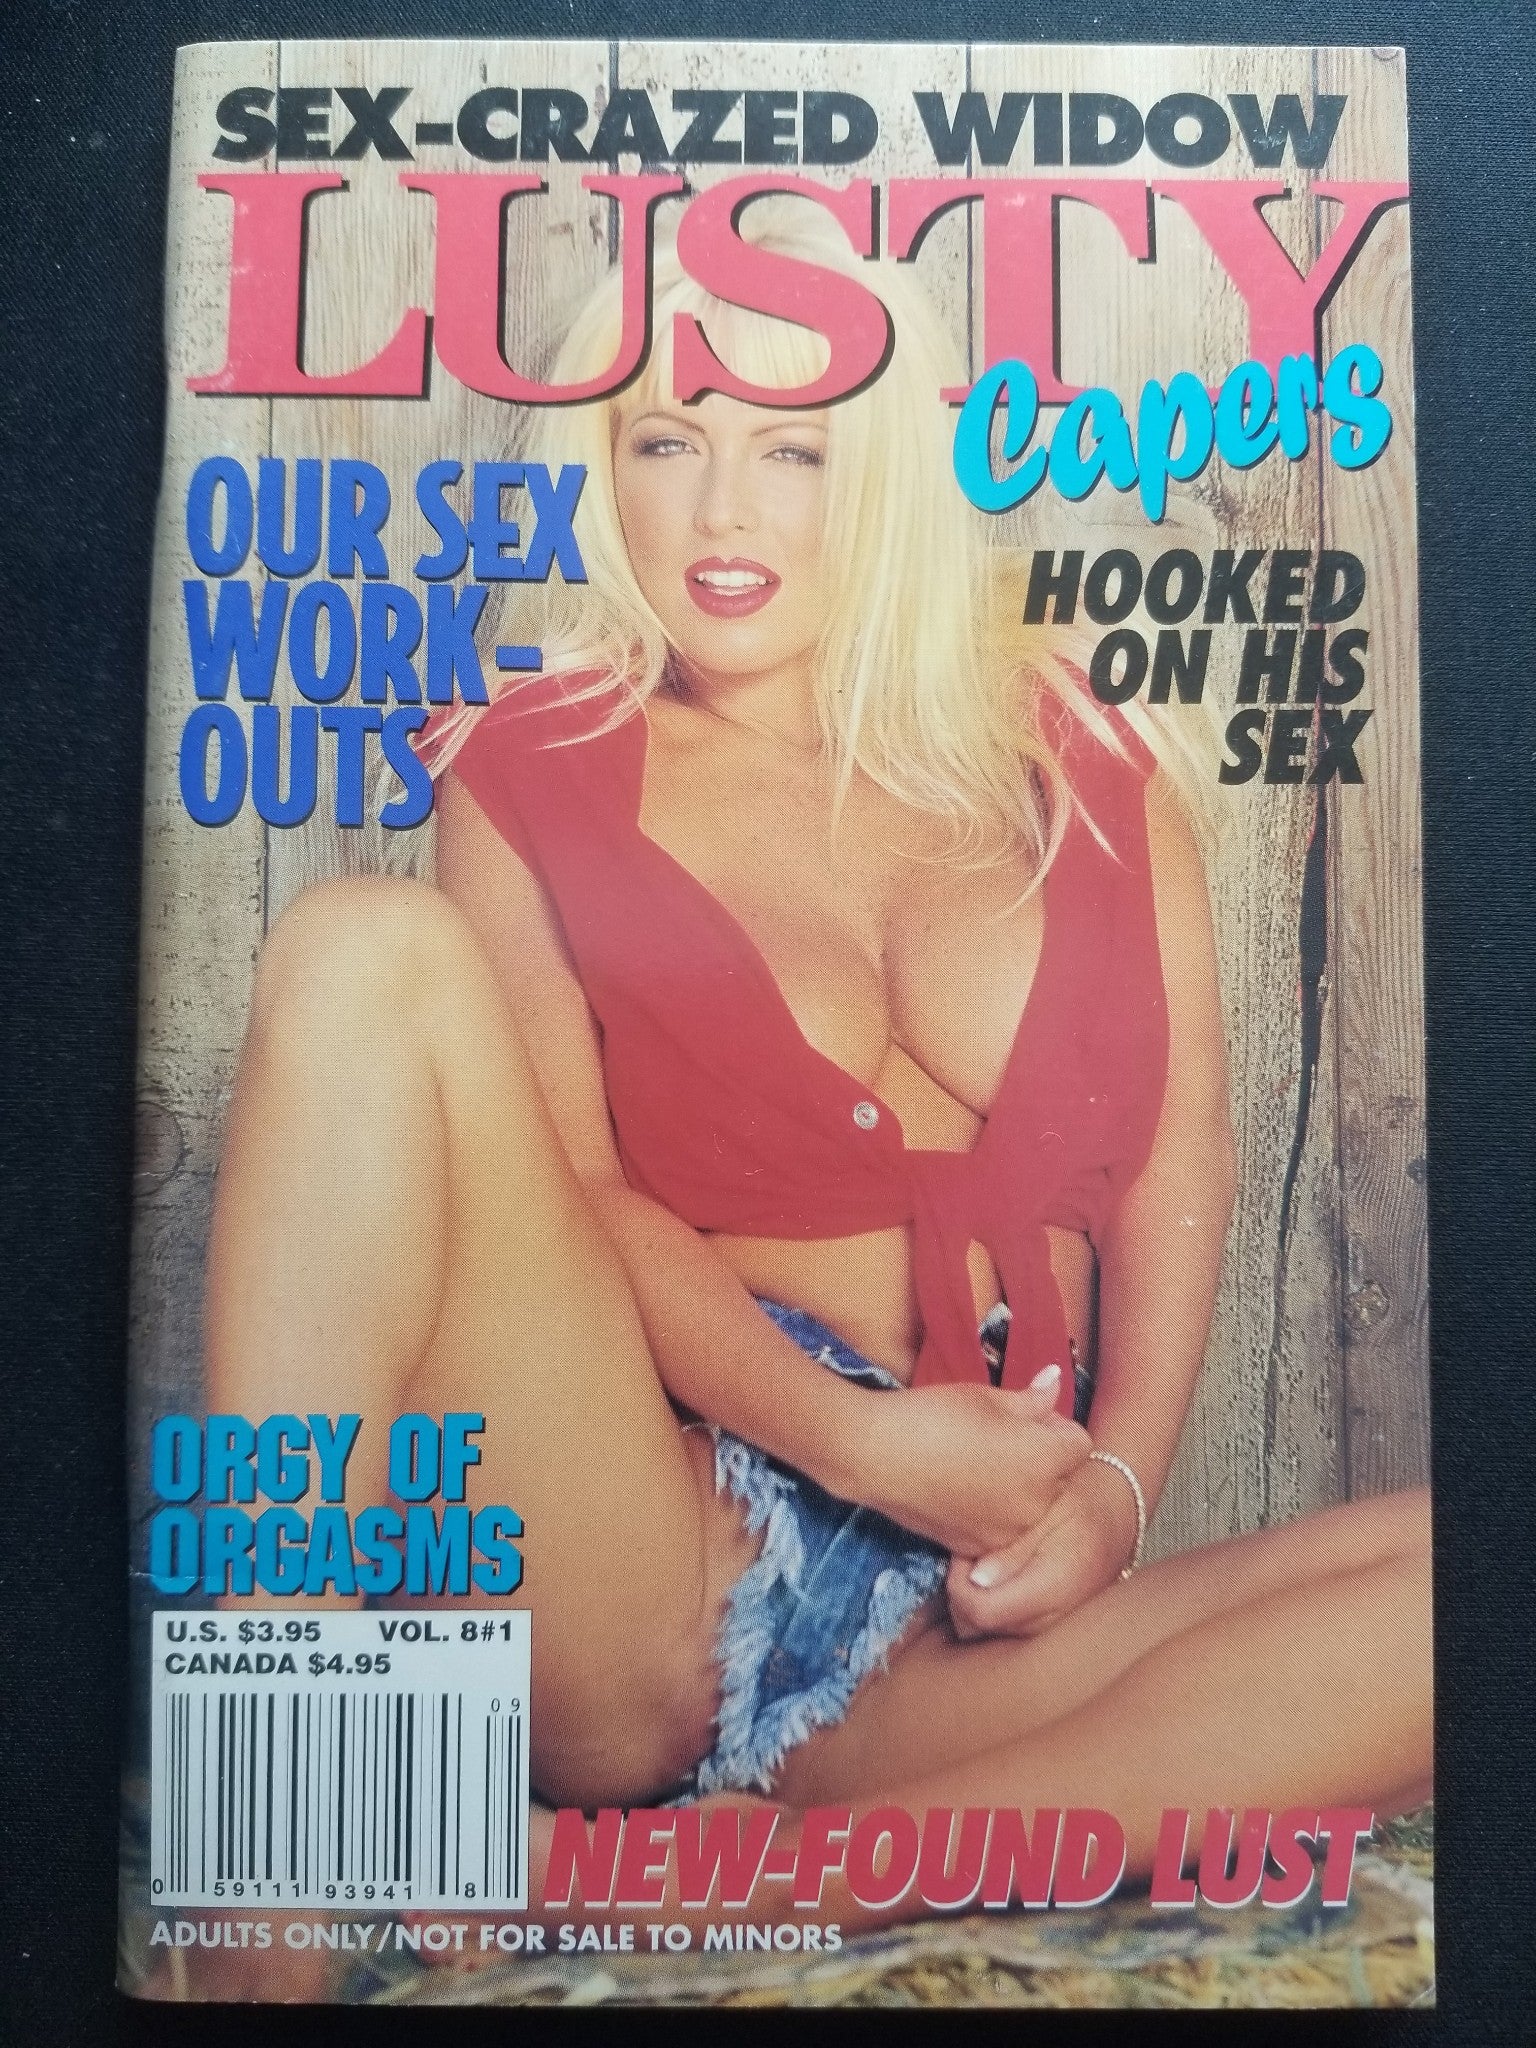 SEX-CRAZED WIDOW
LUSTY
Capers
OUR SEX
WORK-
OUTS
HOOKED
ON HIS
SEX
ORGY OF
ORGASMS
U.S. $3.95 VOL. 8#1
CANADA $4.95
09
0 59111 93941 8
NEW-FOUND LUST
ADULTS ONLY/NOT FOR SALE TO MINORS